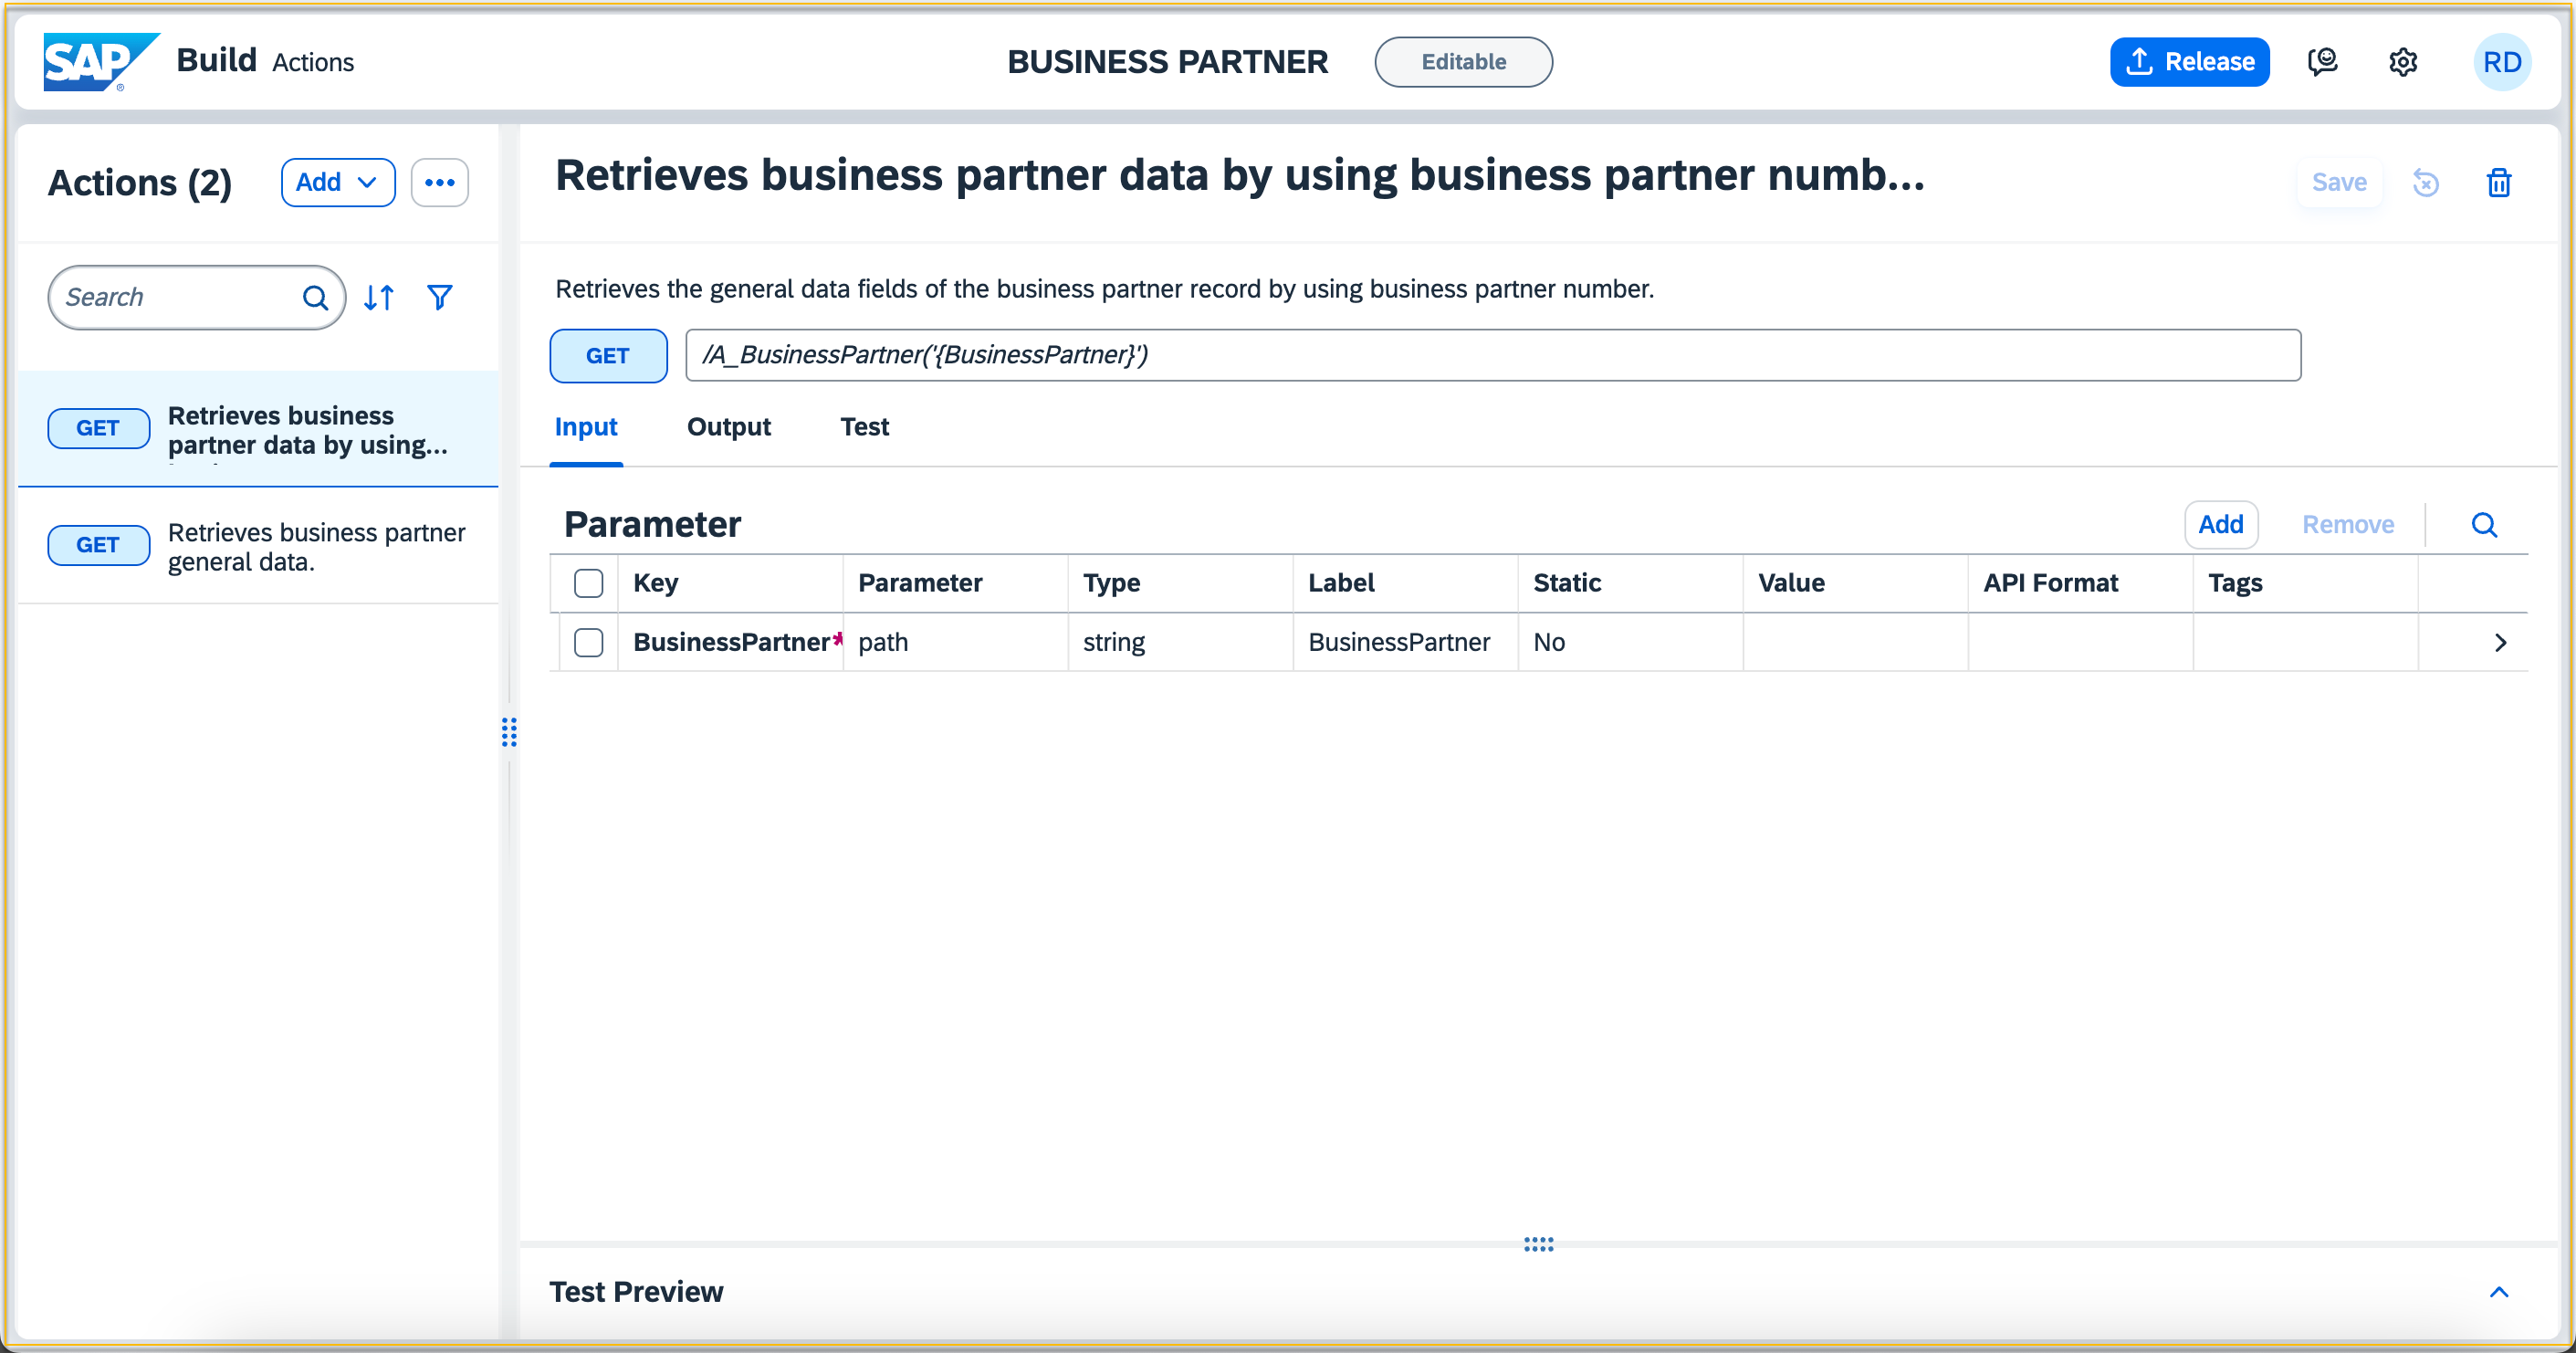 SAP Build Actions
BUSINESS PARTNER Editable
Release
RD
Actions (2) Add
Search
GET Retrieves business
partner data by using...
GET Retrieves business partner
general data.
Retrieves business partner data by using business partner numb...
Save
Retrieves the general data fields of the business partner record by using business partner number.
GET /A_BusinessPartner('{BusinessPartner}')
Input Output Test
Parameter Add Remove
Key Parameter Type Label Static Value API Format Tags
BusinessPartner* path string BusinessPartner No
Test Preview